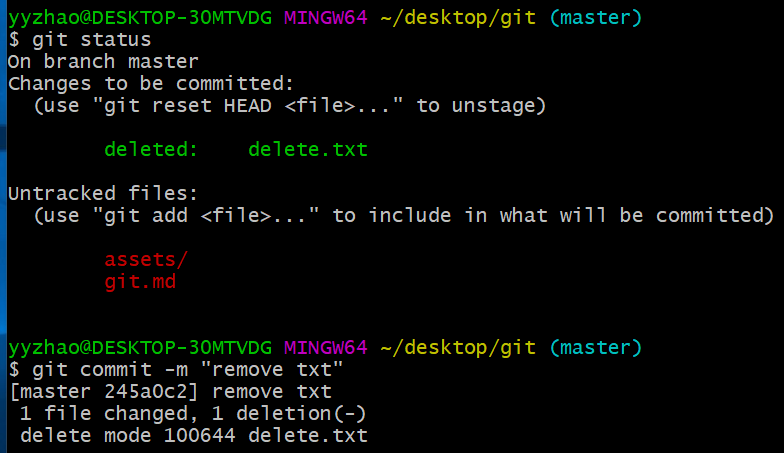 yyzhao@DESKTOP-3OMTVDG MINGW64 ~/desktop/git (master)
$ git status
On branch master
Changes to be committed:
  (use "git reset HEAD <file>..." to unstage)
        deleted:    delete.txt
Untracked files:
  (use "git add <file>..." to include in what will be committed)
        assets/
        git.md
yyzhao@DESKTOP-3OMTVDG MINGW64 ~/desktop/git (master)
$ git commit -m "remove txt"
[master 245a0c2] remove txt
 1 file changed, 1 deletion(-)
 delete mode 100644 delete.txt